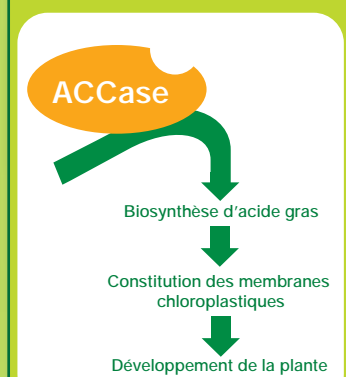 ACCase
Biosynthèse d'acide gras
Constitution des membranes
chloroplastiques
Développement de la plante